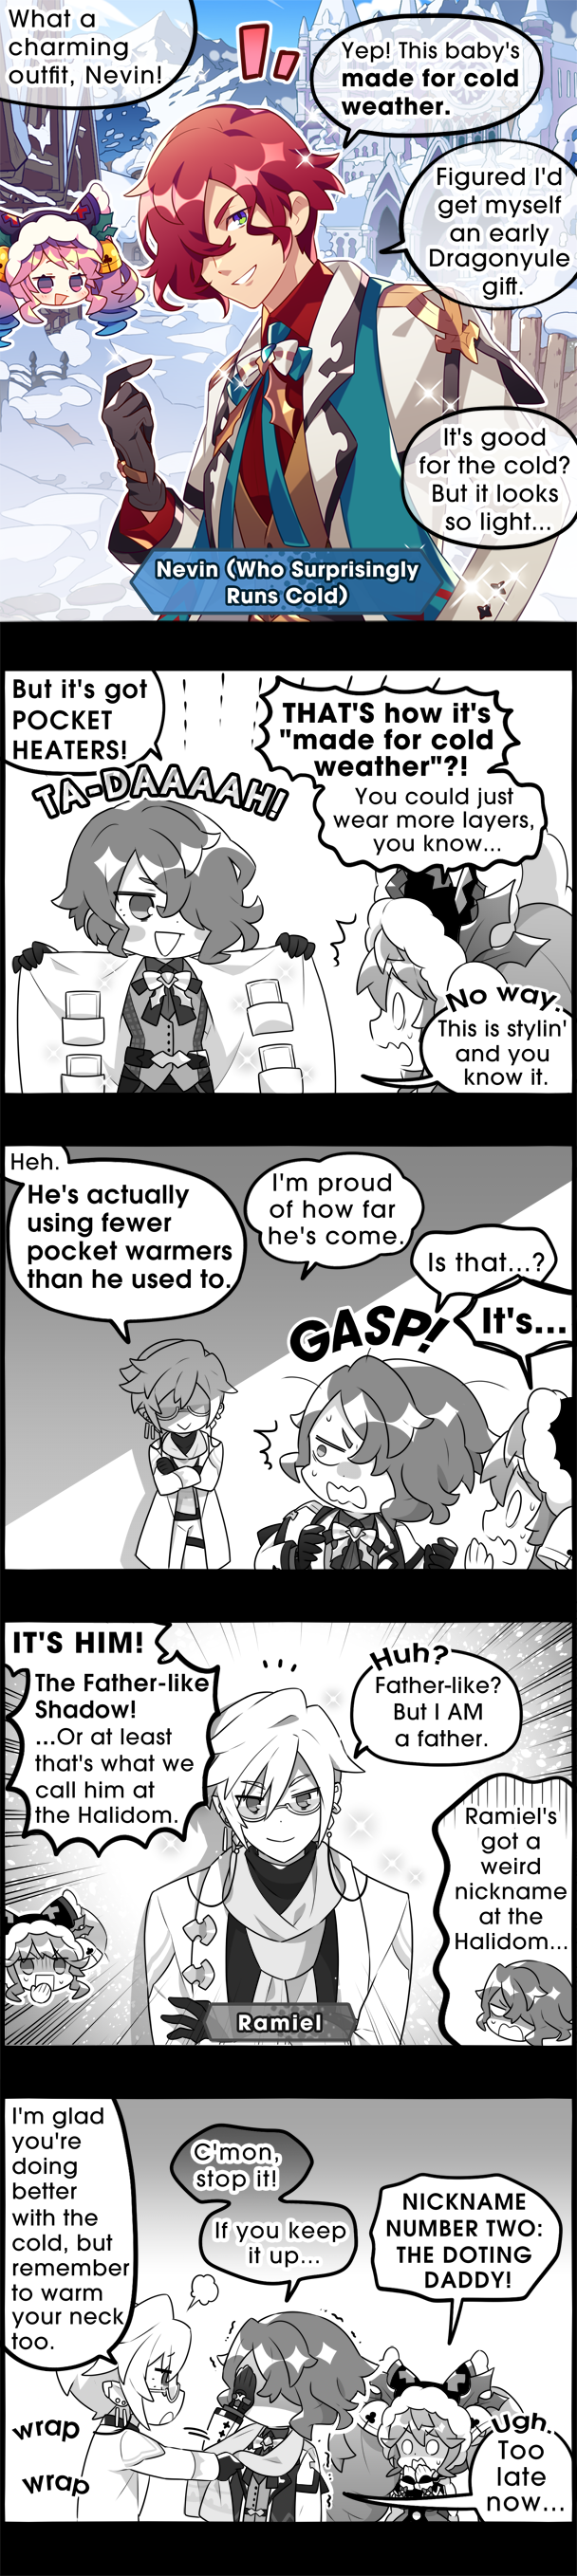 What a
charming
outfit, Nevin!
Yep! This baby's
made for cold
weather.
Figured I'd
get myself
an early
Dragonyule
gift.
It's good
for the cold?
But it looks
so light...
Nevin (Who Surprisingly
Runs Cold)
But it's got
POCKET
HEATERS!
TA-DAAAAH!
THAT'S how it's
"made for cold
weather"?!
You could just
wear more layers,
you know...
No way.
This is stylin'
and you
know it.
Heh.
He's actually
using fewer
pocket warmers
than he used to.
I'm proud
of how far
he's come.
Is that...?
GASP!
It's...
IT'S HIM!
The Father-like
Shadow!
...Or at least
that's what we
call him at
the Halidom.
Huh?
Father-like?
But I AM
a father.
Ramiel's
got a
weird
nickname
at the
Halidom...
Ramiel
I'm glad
you're
doing
better
with the
cold, but
remember
to warm
your neck
too.
C'mon,
stop it!
If you keep
it up...
NICKNAME
NUMBER TWO:
THE DOTING
DADDY!
wrap
wrap
Ugh.
Too
late
now...